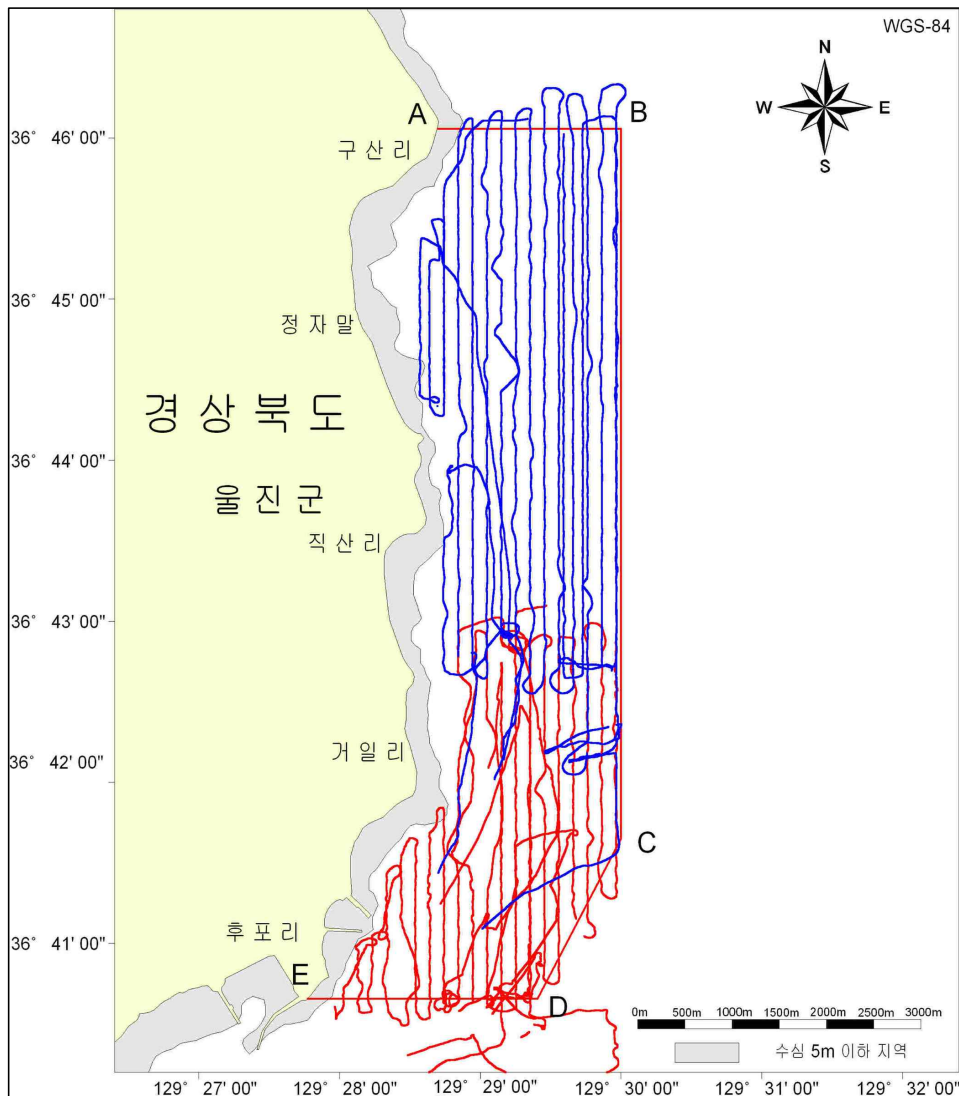 WGS-84
N
W E
S
A B
36° 46' 00"
구산리
36° 45' 00"
정자말
경상북도
36° 44' 00"
울진군
직산리
36° 43' 00"
거일리
36° 42' 00"
C
후포리
36° 41' 00"
E
D
0m 500m 1000m 1500m 2000m 2500m 3000m
수심 5m 이하 지역
129° 27' 00" 129° 28' 00" 129° 29' 00" 129° 30' 00" 129° 31' 00" 129° 32' 00"